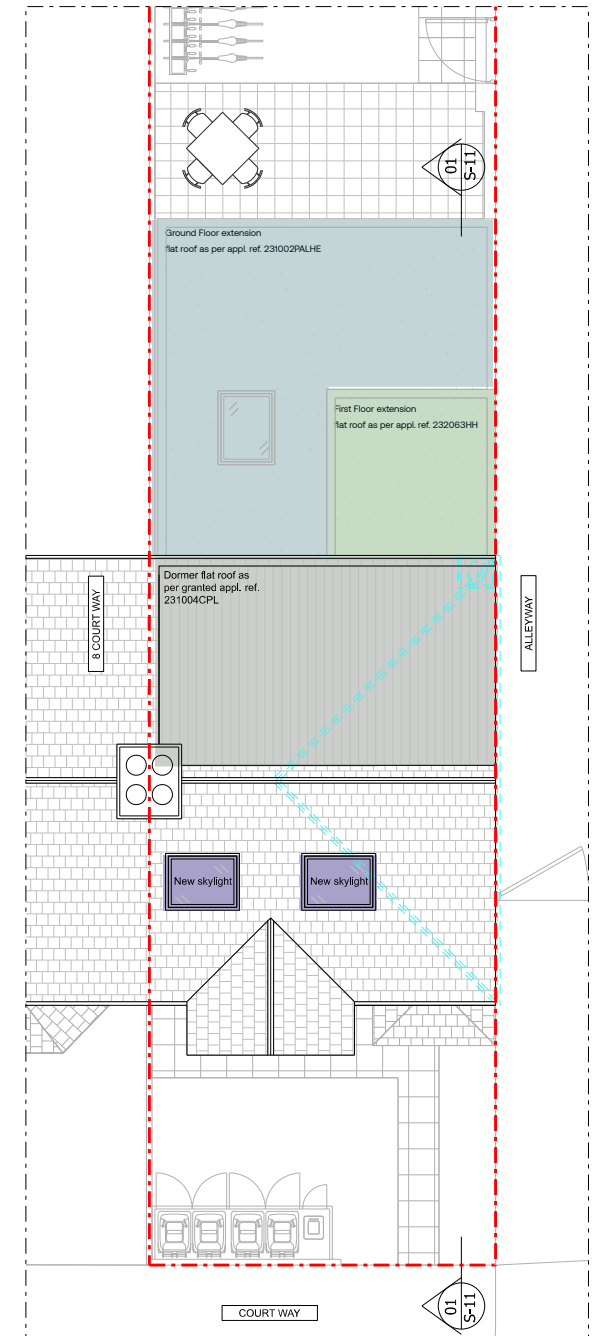 01
S-11
Ground Floor extension
flat roof as per appl. ref. 231002PALHE
First Floor extension
flat roof as per appl. ref. 232063HH
Dormer flat roof as
per granted appl. ref.
231004CPL
8 COURT WAY
ALLEYWAY
New skylight
New skylight
01
S-11
COURT WAY